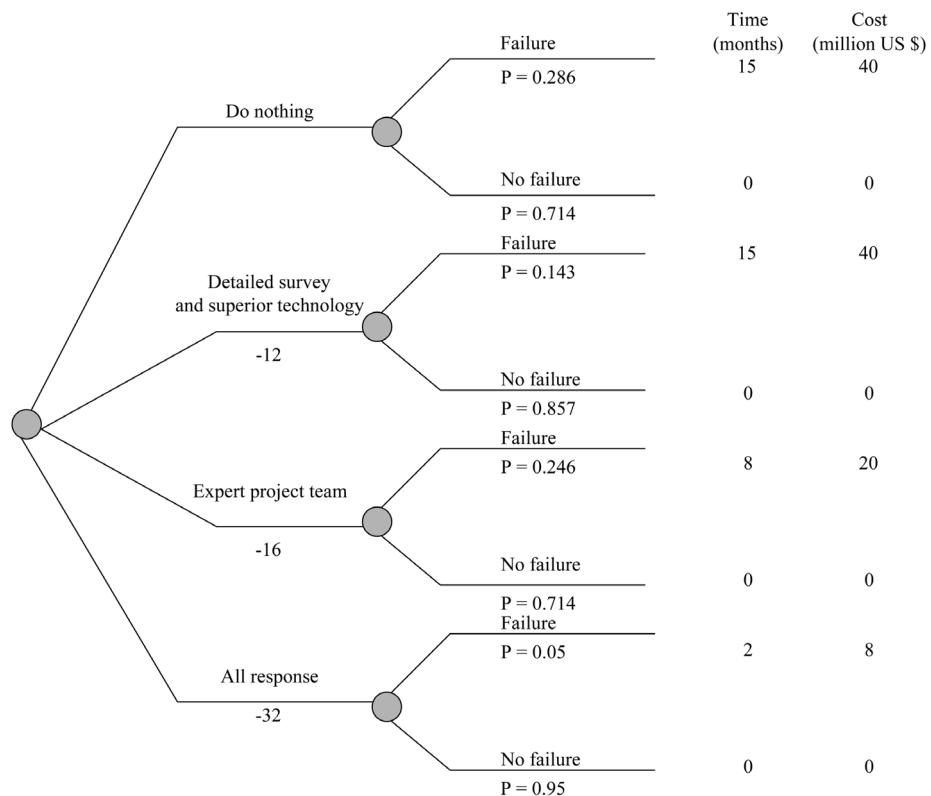 Time Cost
(months) (million US $)
Failure 15 40
P = 0.286
Do nothing
No failure 0 0
P = 0.714
Failure 15 40
P = 0.143
Detailed survey
and superior technology
-12
No failure 0 0
P = 0.857
Failure
P = 0.246 8 20
Expert project team
-16
No failure 0 0
P = 0.714
Failure
P = 0.05 2 8
All response
-32
No failure 0 0
P = 0.95